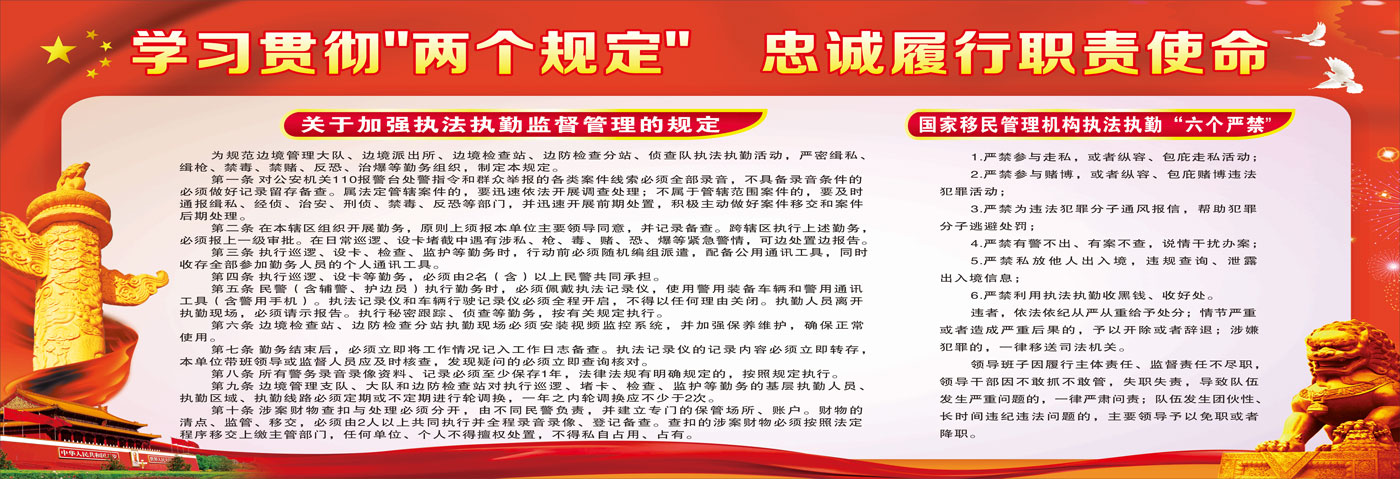 学习贯彻"两个规定" 忠诚履行职责使命
关于加强执法执勤监督管理的规定
为规范边境管理大队、边境派出所、边境检查站、边防检查分站、侦查队执法执勤活动，严密缉私、
缉枪、禁毒、禁赌、反恐、治爆等勤务组织，制定本规定。
第一条 对公安机关110报警台处警指令和群众举报的各类案件线索必须全部录音，不具备录音条件的
必须做好记录留存备查。属法定管辖案件的，要迅速依法开展调查处理；不属于管辖范围案件的，要及时
通报缉私、经侦、治安、刑侦、禁毒、反恐等部门，并迅速开展前期处置，积极主动做好案件移交和案件
后期处理。
第二条 在本辖区组织开展勤务，原则上须报本单位主要领导同意，并记录备查。跨辖区执行上述勤务，
必须报上一级审批。在日常巡逻、设卡堵截中遇有涉私、枪、毒、赌、恐、爆等紧急警情，可边处置边报告。
第三条 执行巡逻、设卡、检查、监护等勤务时，行动前必须随机编组派遣，配备公用通讯工具，同时
收存全部参加勤务人员的个人通讯工具。
第四条 执行巡逻、设卡等勤务，必须由2名（含）以上民警共同承担。
第五条 民警（含辅警、护边员）执行勤务时，必须佩戴执法记录仪，使用警用装备车辆和警用通讯
工具（含警用手机）。执法记录仪和车辆行驶记录仪必须全程开启，不得以任何理由关闭。执勤人员离开
执勤现场，必须请示报告。执行秘密跟踪、侦查等勤务，按有关规定执行。
第六条 边境检查站、边防检查分站执勤现场必须安装视频监控系统，并加强保养维护，确保正常
使用。
第七条 勤务结束后，必须立即将工作情况记入工作日志备查。执法记录仪的记录内容必须立即转存，
本单位带班领导或监督人员应及时核查，发现疑问的必须立即查询核对。
第八条 所有警务录音录像资料、记录必须至少保存1年，法律法规有明确规定的，按照规定执行。
第九条 边境管理支队、大队和边防检查站对执行巡逻、堵卡、检查、监护等勤务的基层执勤人员、
执勤区域、执勤线路必须定期或不定期进行轮调换，一年之内轮调换应不少于2次。
第十条 涉案财物查扣与处理必须分开，由不同民警负责，并建立专门的保管场所、账户。财物的
清点、监管、移交，必须由2人以上共同执行并全程录音录像、登记备查。查扣的涉案财物必须按照法定
程序移交上缴主管部门，任何单位、个人不得擅权处置，不得私自占用、占有。
国家移民管理机构执法执勤“六个严禁”
1.严禁参与走私，或者纵容、包庇走私活动；
2.严禁参与赌博，或者纵容、包庇赌博违法
犯罪活动；
3.严禁为违法犯罪分子通风报信，帮助犯罪
分子逃避处罚；
4.严禁有警不出、有案不查，说情干扰办案；
5.严禁私放他人出入境，违规查询、泄露
出入境信息；
6.严禁利用执法执勤收黑钱、收好处。
违者，依法依纪从严从重给予处分；情节严重
或者造成严重后果的，予以开除或者辞退；涉嫌
犯罪的，一律移送司法机关。
领导班子因履行主体责任、监督责任不尽职，
领导干部因不敢抓不敢管，失职失责，导致队伍
发生严重问题的，一律严肃问责；队伍发生团伙性、
长时间违纪违法问题的，主要领导予以免职或者
降职。